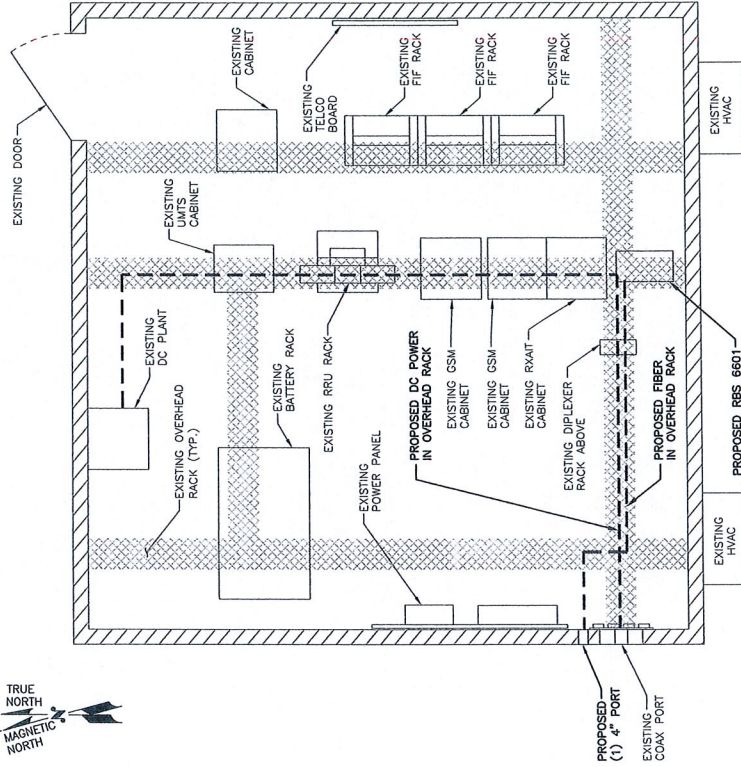 EXISTING DOOR
EXISTING
CABINET
EXISTING
TELCO
BOARD
EXISTING
FIF RACK
EXISTING
FIF RACK
EXISTING
FIF RACK
EXISTING
HVAC
EXISTING
UMTS
CABINET
EXISTING
DC PLANT
EXISTING OVERHEAD
RACK (TYP.)
EXISTING
BATTERY RACK
EXISTING RRU RACK
EXISTING
POWER PANEL
PROPOSED DC POWER
IN OVERHEAD RACK
EXISTING GSM
CABINET
EXISTING GSM
CABINET
EXISTING RXAIT
CABINET
EXISTING DIPLEXER
RACK ABOVE
PROPOSED FIBER
IN OVERHEAD RACK
PROPOSED RBS 6601
EXISTING
HVAC
PROPOSED
(1) 4" PORT
EXISTING
COAX PORT
TRUE
NORTH
MAGNETIC
NORTH